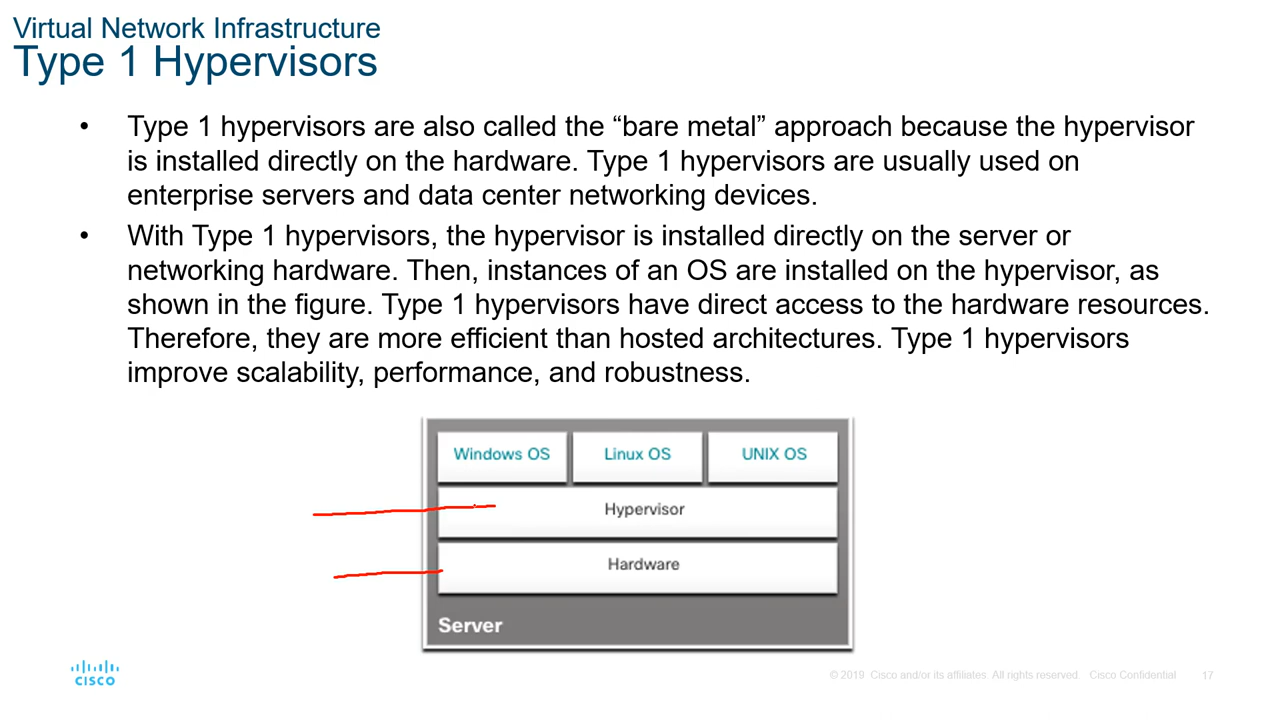 Virtual Network Infrastructure
Type 1 Hypervisors
• Type 1 hypervisors are also called the “bare metal” approach because the hypervisor
is installed directly on the hardware. Type 1 hypervisors are usually used on
enterprise servers and data center networking devices.
• With Type 1 hypervisors, the hypervisor is installed directly on the server or
networking hardware. Then, instances of an OS are installed on the hypervisor, as
shown in the figure. Type 1 hypervisors have direct access to the hardware resources.
Therefore, they are more efficient than hosted architectures. Type 1 hypervisors
improve scalability, performance, and robustness.
Windows OS Linux OS UNIX OS
Hypervisor
Hardware
Server
CISCO
© 2019 Cisco and/or its affiliates. All rights reserved. Cisco Confidential 17